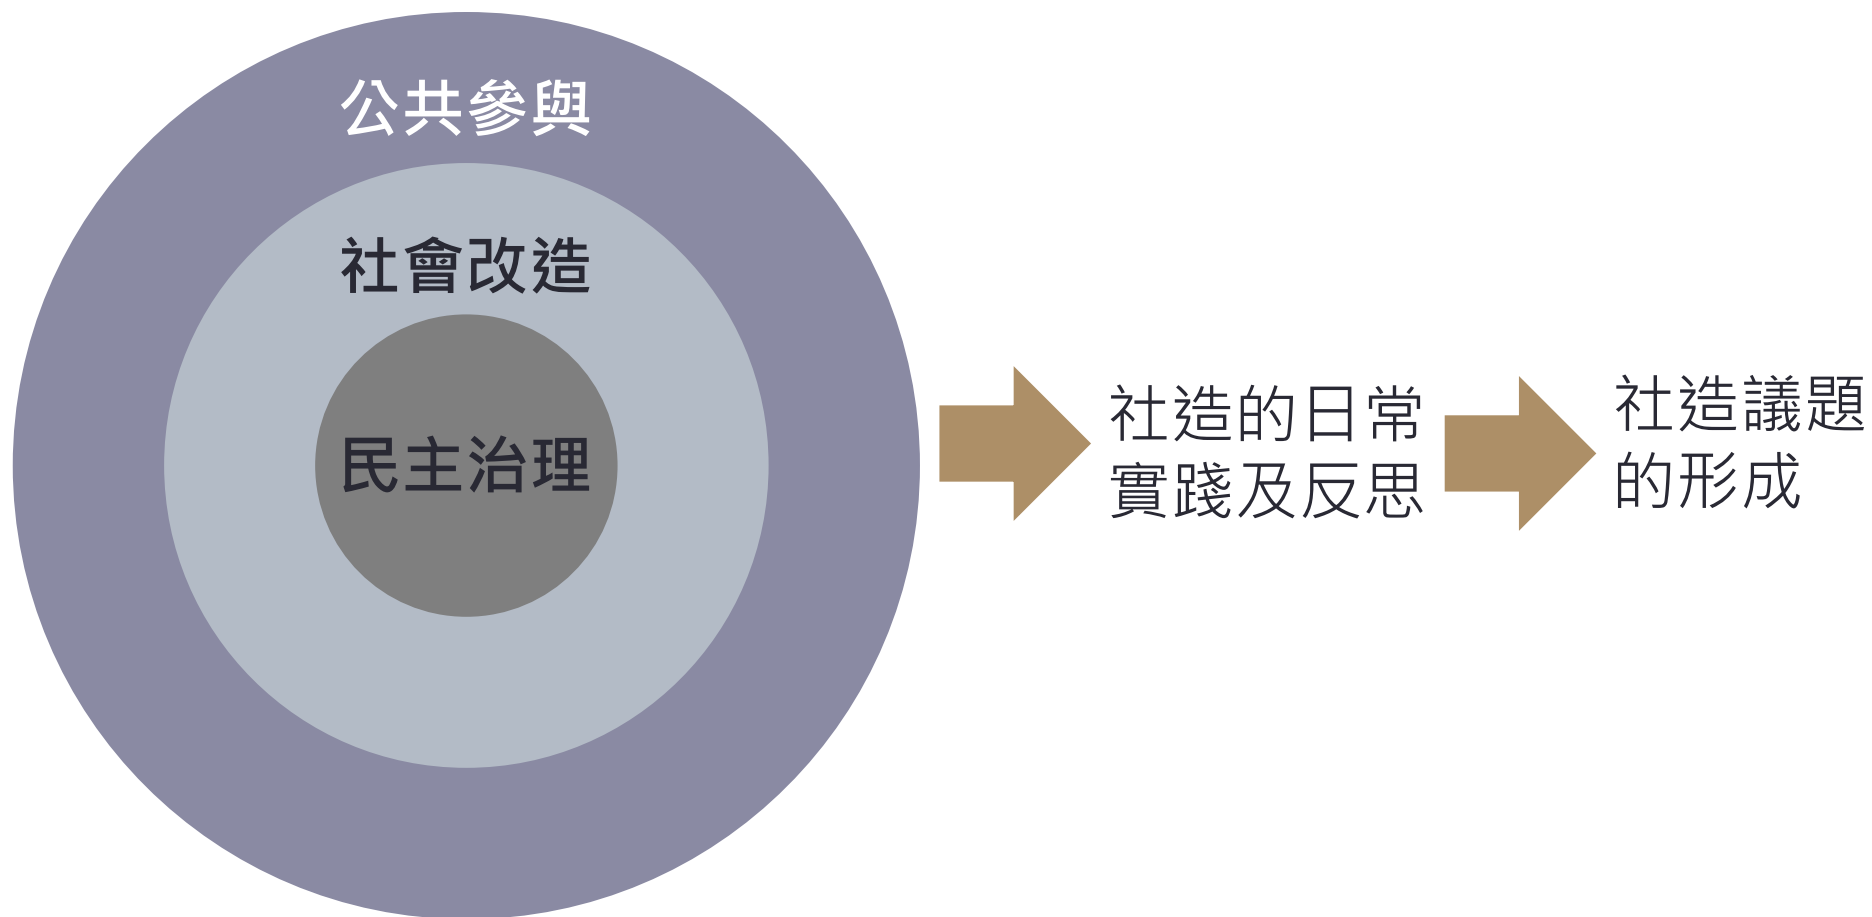 公共參與
社會改造
民主治理
社造的日常
實踐及反思
社造議題
的形成